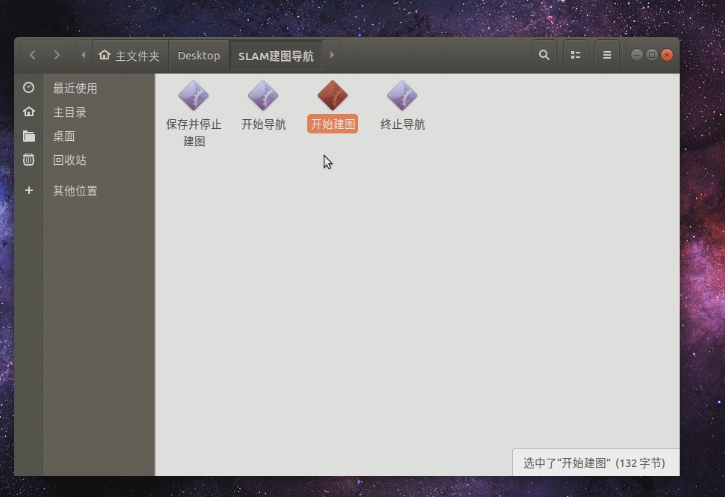 主文件夹 Desktop SLAM建图导航
最近使用
主目录
桌面
回收站
其他位置
保存并停止
建图
开始导航
开始建图
终止导航
选中了“开始建图” (132 字节)